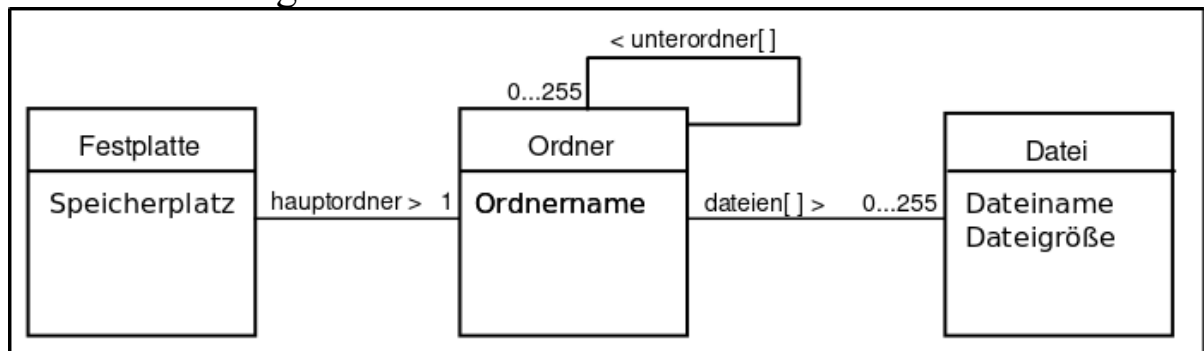 < unterordner[ ]
0...255
Festplatte
Speicherplatz
hauptordner > 1
Ordner
Ordnername
dateien[ ] > 0...255
Datei
Dateiname
Dateigröße